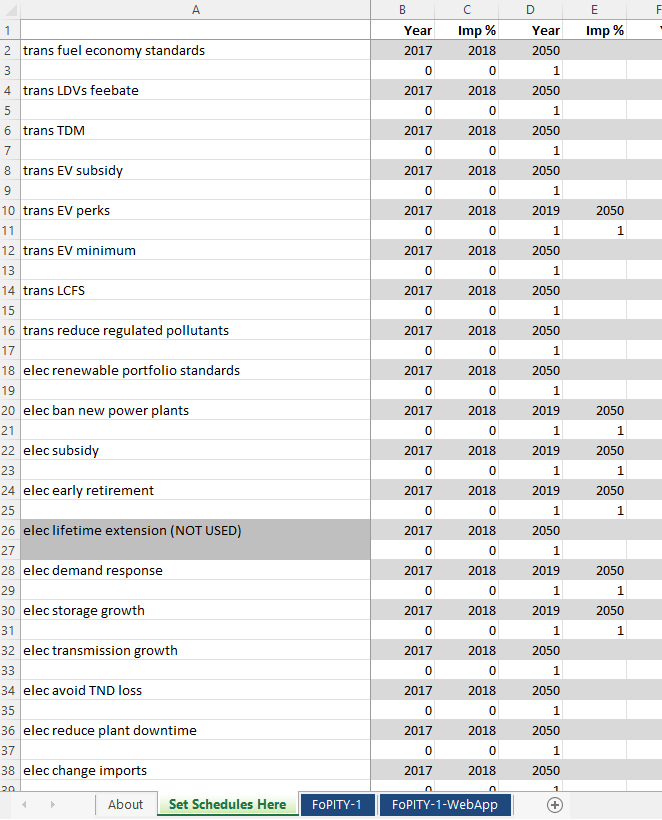 A B C D E F
1 Year Imp % Year Imp %
2 trans fuel economy standards 2017 2018 2050
3 0 0 1
4 trans LDVs feebate 2017 2018 2050
5 0 0 1
6 trans TDM 2017 2018 2050
7 0 0 1
8 trans EV subsidy 2017 2018 2050
9 0 0 1
10 trans EV perks 2017 2018 2019 2050
11 0 0 1 1
12 trans EV minimum 2017 2018 2050
13 0 0 1
14 trans LCFS 2017 2018 2050
15 0 0 1
16 trans reduce regulated pollutants 2017 2018 2050
17 0 0 1
18 elec renewable portfolio standards 2017 2018 2050
19 0 0 1
20 elec ban new power plants 2017 2018 2019 2050
21 0 0 1 1
22 elec subsidy 2017 2018 2019 2050
23 0 0 1 1
24 elec early retirement 2017 2018 2019 2050
25 0 0 1 1
26 elec lifetime extension (NOT USED) 2017 2018 2050
27 0 0 1
28 elec demand response 2017 2018 2019 2050
29 0 0 1 1
30 elec storage growth 2017 2018 2019 2050
31 0 0 1 1
32 elec transmission growth 2017 2018 2050
33 0 0 1
34 elec avoid TND loss 2017 2018 2050
35 0 0 1
36 elec reduce plant downtime 2017 2018 2050
37 0 0 1
38 elec change imports 2017 2018 2050
39 0 0 1
About Set Schedules Here FoPITY-1 FoPITY-1-WebApp